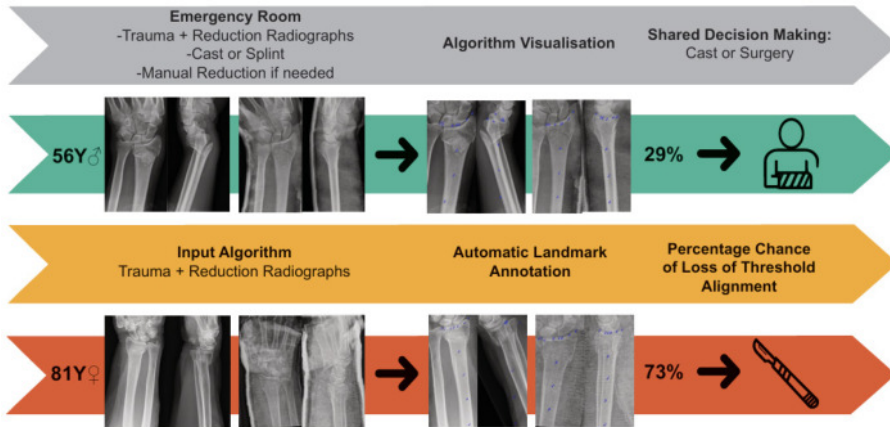 Emergency Room
-Trauma + Reduction Radiographs
-Cast or Splint
-Manual Reduction if needed
Algorithm Visualisation
Shared Decision Making:
Cast or Surgery
56Y♂
29%
Input Algorithm
Trauma + Reduction Radiographs
Automatic Landmark
Annotation
Percentage Chance
of Loss of Threshold
Alignment
81Y♀
73%